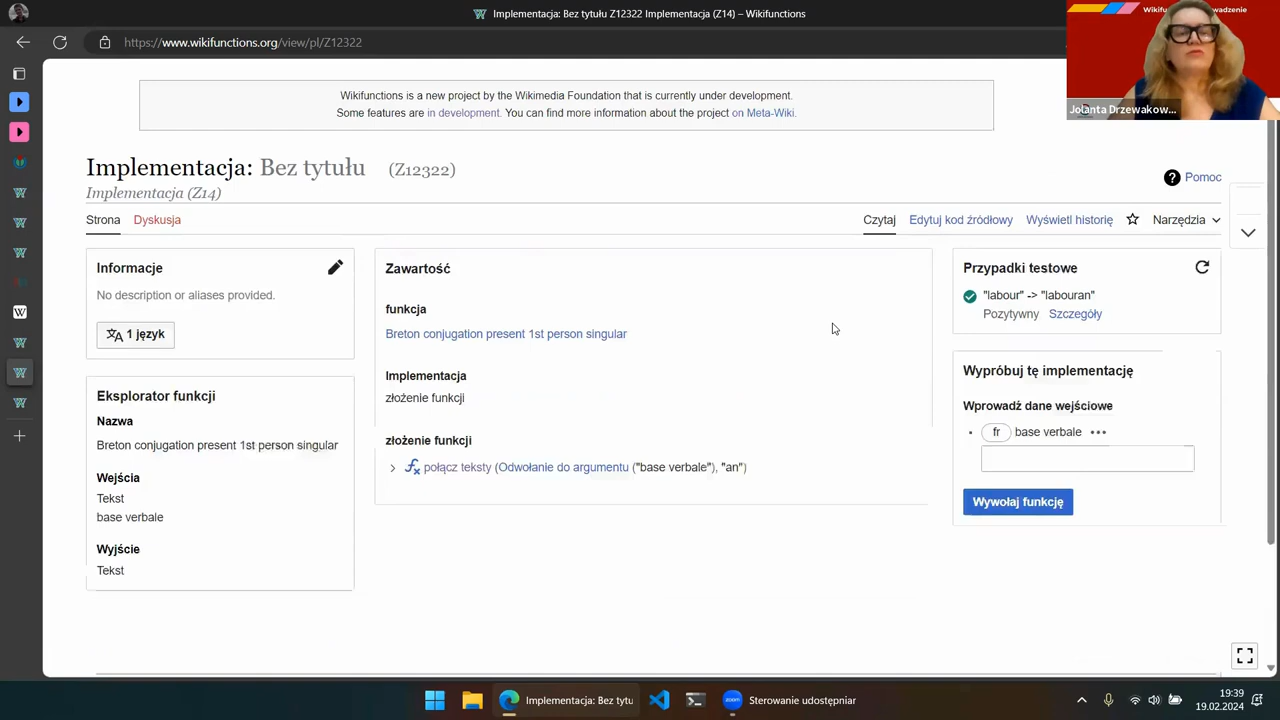 Implementacja: Bez tytułu Z12322 Implementacja (Z14) – Wikifunctions
https://www.wikifunctions.org/view/pl/Z12322
Jolanta Drzewakow...
Wikifunctions is a new project by the Wikimedia Foundation that is currently under development.
Some features are in development. You can find more information about the project on Meta-Wiki.
Implementacja: Bez tytułu (Z12322)
Implementacja (Z14)
Pomoc
Strona Dyskusja
Czytaj Edytuj kod źródłowy Wyświetl historię Narzędzia
Informacje
No description or aliases provided.
1 język
Eksplorator funkcji
Nazwa
Breton conjugation present 1st person singular
Wejścia
Tekst
base verbale
Wyjście
Tekst
Zawartość
funkcja
Breton conjugation present 1st person singular
Implementacja
złożenie funkcji
złożenie funkcji
połącz teksty (Odwołanie do argumentu ("base verbale"), "an")
Przypadki testowe
"labour" -> "labouran"
Pozytywny Szczegóły
Wypróbuj tę implementację
Wprowadź dane wejściowe
fr base verbale
Wywołaj funkcję
Implementacja: Bez tytu
zoom
Sterowanie udostępniar
19:39
19.02.2024